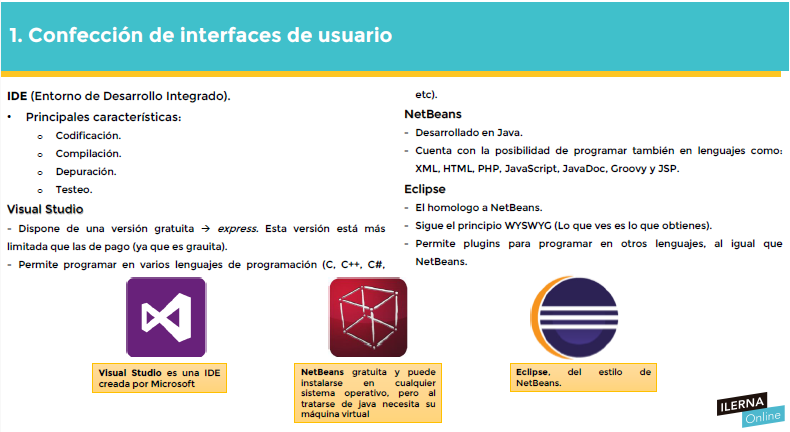 1. Confección de interfaces de usuario
IDE (Entorno de Desarrollo Integrado).
• Principales características:
o Codificación.
o Compilación.
o Depuración.
o Testeo.
Visual Studio
- Dispone de una versión gratuita → express. Esta versión está más
limitada que las de pago (ya que es grauita).
- Permite programar en varios lenguajes de programación (C, C++, C#,
etc).
NetBeans
- Desarrollado en Java.
- Cuenta con la posibilidad de programar también en lenguajes como:
XML, HTML, PHP, JavaScript, JavaDoc, Groovy y JSP.
Eclipse
- El homologo a NetBeans.
- Sigue el principio WYSWYG (Lo que ves es lo que obtienes).
- Permite plugins para programar en otros lenguajes, al igual que
NetBeans.
Visual Studio es una IDE
creada por Microsoft
NetBeans gratuita y puede
instalarse en cualquier
sistema operativo, pero al
tratarse de java necesita su
máquina virtual
Eclipse, del estilo de
NetBeans.
ILERNA
Online